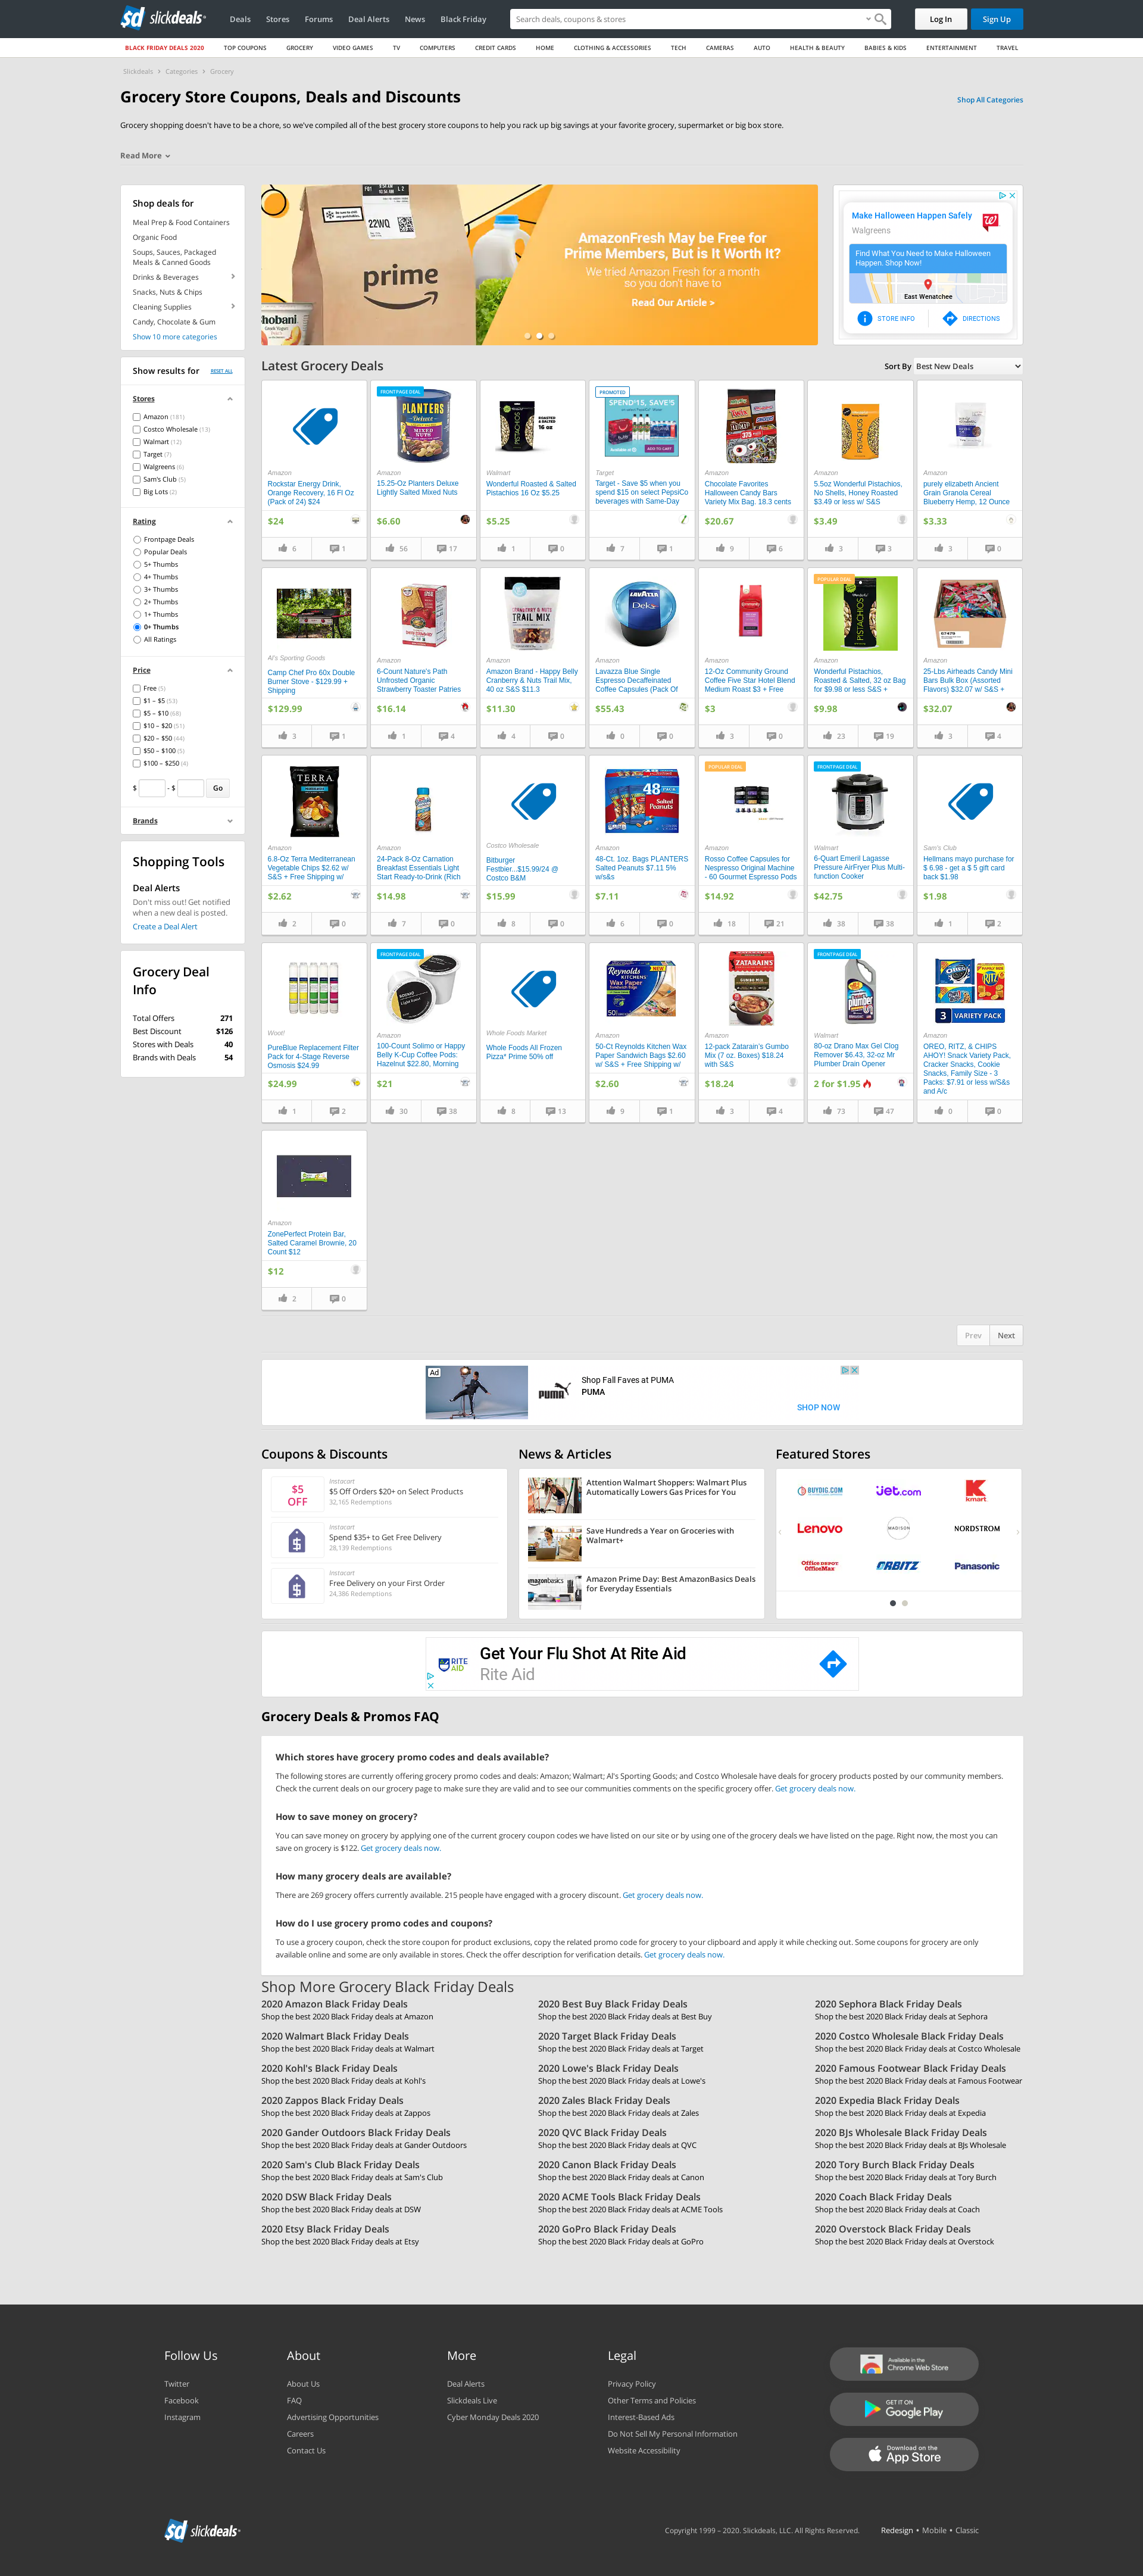 sd slickdeals
Deals Stores Forums Deal Alerts News Black Friday
Search deals, coupons & stores
Log In
Sign Up
BLACK FRIDAY DEALS 2020 TOP COUPONS GROCERY VIDEO GAMES TV COMPUTERS CREDIT CARDS HOME CLOTHING & ACCESSORIES TECH CAMERAS AUTO HEALTH & BEAUTY BABIES & KIDS ENTERTAINMENT TRAVEL
Slickdeals › Categories › Grocery
Grocery Store Coupons, Deals and Discounts
Shop All Categories
Grocery shopping doesn't have to be a chore, so we've compiled all of the best grocery store coupons to help you rack up big savings at your favorite grocery, supermarket or big box store.
Read More
Shop deals for
Meal Prep & Food Containers
Organic Food
Soups, Sauces, Packaged
Meals & Canned Goods
Drinks & Beverages
Snacks, Nuts & Chips
Cleaning Supplies
Candy, Chocolate & Gum
Show 10 more categories
Show results for RESET ALL
Stores
Amazon (181)
Costco Wholesale (13)
Walmart (12)
Target (7)
Walgreens (6)
Sam's Club (5)
Big Lots (2)
Rating
Frontpage Deals
Popular Deals
5+ Thumbs
4+ Thumbs
3+ Thumbs
2+ Thumbs
1+ Thumbs
0+ Thumbs
All Ratings
Price
Free (5)
$1 – $5 (53)
$5 – $10 (68)
$10 – $20 (51)
$20 – $50 (44)
$50 – $100 (5)
$100 – $250 (4)
$ - $ Go
Brands
Shopping Tools
Deal Alerts
Don't miss out! Get notified
when a new deal is posted.
Create a Deal Alert
Grocery Deal
Info
Total Offers 271
Best Discount $126
Stores with Deals 40
Brands with Deals 54
22WQ
prime
Chobani
AmazonFresh May be Free for
Prime Members, But is It Worth It?
We tried Amazon Fresh for a month
so you don't have to
Read Our Article >
Make Halloween Happen Safely
Walgreens
Find What You Need to Make Halloween
Happen. Shop Now!
East Wenatchee
STORE INFO
DIRECTIONS
Latest Grocery Deals
Sort By Best New Deals
Amazon
Rockstar Energy Drink,
Orange Recovery, 16 Fl Oz
(Pack of 24) $24
$24
6 1
FRONTPAGE DEAL
PLANTERS
Deluxe
MIXED NUTS
Amazon
15.25-Oz Planters Deluxe
Lightly Salted Mixed Nuts
$6.60
56 17
PISTACHIOS
ROASTED
& SALTED
16 oz
Walmart
Wonderful Roasted & Salted
Pistachios 16 Oz $5.25
$5.25
1 0
PROMOTED
SPEND $15, SAVE $5
ADD TO CART
Target
Target - Save $5 when you
spend $15 on select PepsiCo
beverages with Same-Day
7 1
Amazon
Chocolate Favorites
Halloween Candy Bars
Variety Mix Bag. 18.3 cents
$20.67
9 6
PISTACHIOS
Amazon
5.5oz Wonderful Pistachios,
No Shells, Honey Roasted
$3.49 or less w/ S&S
$3.49
3 3
Amazon
purely elizabeth Ancient
Grain Granola Cereal
Blueberry Hemp, 12 Ounce
$3.33
3 0
Al's Sporting Goods
Camp Chef Pro 60x Double
Burner Stove - $129.99 +
Shipping
$129.99
3 1
Amazon
6-Count Nature's Path
Unfrosted Organic
Strawberry Toaster Patries
$16.14
1 4
CRANBERRY & NUTS
TRAIL MIX
Amazon
Amazon Brand - Happy Belly
Cranberry & Nuts Trail Mix,
40 oz S&S $11.3
$11.30
4 0
LAVAZZA
Dek
Amazon
Lavazza Blue Single
Espresso Decaffeinated
Coffee Capsules (Pack Of
$55.43
0 0
Amazon
12-Oz Community Ground
Coffee Five Star Hotel Blend
Medium Roast $3 + Free
$3
3 0
POPULAR DEAL
PISTACHIOS
Amazon
Wonderful Pistachios,
Roasted & Salted, 32 oz Bag
for $9.98 or less S&S +
$9.98
23 19
Amazon
25-Lbs Airheads Candy Mini
Bars Bulk Box (Assorted
Flavors) $32.07 w/ S&S +
$32.07
3 4
TERRA
Amazon
6.8-Oz Terra Mediterranean
Vegetable Chips $2.62 w/
S&S + Free Shipping w/
$2.62
2 0
Amazon
24-Pack 8-Oz Carnation
Breakfast Essentials Light
Start Ready-to-Drink (Rich
$14.98
7 0
Costco Wholesale
Bitburger
Festbier...$15.99/24 @
Costco B&M
$15.99
8 0
48 PACK
Salted
Peanuts
Amazon
48-Ct. 1oz. Bags PLANTERS
Salted Peanuts $7.11 5%
w/s&s
$7.11
6 0
POPULAR DEAL
Amazon
Rosso Coffee Capsules for
Nespresso Original Machine
- 60 Gourmet Espresso Pods
$14.92
18 21
FRONTPAGE DEAL
Walmart
6-Quart Emeril Lagasse
Pressure AirFryer Plus Multi-
function Cooker
$42.75
38 38
Sam's Club
Hellmans mayo purchase for
$ 6.98 - get a $ 5 gift card
back $1.98
$1.98
1 2
Woot!
PureBlue Replacement Filter
Pack for 4-Stage Reverse
Osmosis $24.99
$24.99
1 2
FRONTPAGE DEAL
Amazon
100-Count Solimo or Happy
Belly K-Cup Coffee Pods:
Hazelnut $22.80, Morning
$21
30 38
Whole Foods Market
Whole Foods All Frozen
Pizza* Prime 50% off
8 13
Reynolds
KITCHENS
Wax Paper
NEW
50
Amazon
50-Ct Reynolds Kitchen Wax
Paper Sandwich Bags $2.60
w/ S&S + Free Shipping w/
$2.60
9 1
ZATARAIN'S
GUMBO MIX
Amazon
12-pack Zatarain's Gumbo
Mix (7 oz. Boxes) $18.24
with S&S
$18.24
3 4
FRONTPAGE DEAL
Walmart
80-oz Drano Max Gel Clog
Remover $6.43, 32-oz Mr
Plumber Drain Opener
2 for $1.95
73 47
OREO
RITZ
3 VARIETY PACK
Amazon
OREO, RITZ, & CHIPS
AHOY! Snack Variety Pack,
Cracker Snacks, Cookie
Snacks, Family Size - 3
Packs: $7.91 or less w/S&s
and A/c
0 0
Amazon
ZonePerfect Protein Bar,
Salted Caramel Brownie, 20
Count $12
$12
2 0
Prev Next
Ad
PUMA
Shop Fall Faves at PUMA
PUMA
SHOP NOW
Coupons & Discounts
$5
OFF
Instacart
$5 Off Orders $20+ on Select Products
32,165 Redemptions
Instacart
Spend $35+ to Get Free Delivery
28,139 Redemptions
Instacart
Free Delivery on your First Order
24,386 Redemptions
News & Articles
Attention Walmart Shoppers: Walmart Plus
Automatically Lowers Gas Prices for You
Save Hundreds a Year on Groceries with
Walmart+
amazonbasics
Amazon Prime Day: Best AmazonBasics Deals
for Everyday Essentials
Featured Stores
BUYDIG.COM
jet.com
kmart
Lenovo
MADISON
NORDSTROM
Office DEPOT
OfficeMax
ORBITZ
Panasonic
RITE
AID
Get Your Flu Shot At Rite Aid
Rite Aid
Grocery Deals & Promos FAQ
Which stores have grocery promo codes and deals available?
The following stores are currently offering grocery promo codes and deals: Amazon; Walmart; Al's Sporting Goods; and Costco Wholesale have deals for grocery products posted by our community members.
Check the current deals on our grocery page to make sure they are valid and to see our communities comments on the specific grocery offer. Get grocery deals now.
How to save money on grocery?
You can save money on grocery by applying one of the current grocery coupon codes we have listed on our site or by using one of the grocery deals we have listed on the page. Right now, the most you can
save on grocery is $122. Get grocery deals now.
How many grocery deals are available?
There are 269 grocery offers currently available. 215 people have engaged with a grocery discount. Get grocery deals now.
How do I use grocery promo codes and coupons?
To use a grocery coupon, check the store coupon for product exclusions, copy the related promo code for grocery to your clipboard and apply it while checking out. Some coupons for grocery are only
available online and some are only available in stores. Check the offer description for verification details. Get grocery deals now.
Shop More Grocery Black Friday Deals
2020 Amazon Black Friday Deals
Shop the best 2020 Black Friday deals at Amazon
2020 Best Buy Black Friday Deals
Shop the best 2020 Black Friday deals at Best Buy
2020 Sephora Black Friday Deals
Shop the best 2020 Black Friday deals at Sephora
2020 Walmart Black Friday Deals
Shop the best 2020 Black Friday deals at Walmart
2020 Target Black Friday Deals
Shop the best 2020 Black Friday deals at Target
2020 Costco Wholesale Black Friday Deals
Shop the best 2020 Black Friday deals at Costco Wholesale
2020 Kohl's Black Friday Deals
Shop the best 2020 Black Friday deals at Kohl's
2020 Lowe's Black Friday Deals
Shop the best 2020 Black Friday deals at Lowe's
2020 Famous Footwear Black Friday Deals
Shop the best 2020 Black Friday deals at Famous Footwear
2020 Zappos Black Friday Deals
Shop the best 2020 Black Friday deals at Zappos
2020 Zales Black Friday Deals
Shop the best 2020 Black Friday deals at Zales
2020 Expedia Black Friday Deals
Shop the best 2020 Black Friday deals at Expedia
2020 Gander Outdoors Black Friday Deals
Shop the best 2020 Black Friday deals at Gander Outdoors
2020 QVC Black Friday Deals
Shop the best 2020 Black Friday deals at QVC
2020 BJs Wholesale Black Friday Deals
Shop the best 2020 Black Friday deals at BJs Wholesale
2020 Sam's Club Black Friday Deals
Shop the best 2020 Black Friday deals at Sam's Club
2020 Canon Black Friday Deals
Shop the best 2020 Black Friday deals at Canon
2020 Tory Burch Black Friday Deals
Shop the best 2020 Black Friday deals at Tory Burch
2020 DSW Black Friday Deals
Shop the best 2020 Black Friday deals at DSW
2020 ACME Tools Black Friday Deals
Shop the best 2020 Black Friday deals at ACME Tools
2020 Coach Black Friday Deals
Shop the best 2020 Black Friday deals at Coach
2020 Etsy Black Friday Deals
Shop the best 2020 Black Friday deals at Etsy
2020 GoPro Black Friday Deals
Shop the best 2020 Black Friday deals at GoPro
2020 Overstock Black Friday Deals
Shop the best 2020 Black Friday deals at Overstock
Follow Us
Twitter
Facebook
Instagram
About
About Us
FAQ
Advertising Opportunities
Careers
Contact Us
More
Deal Alerts
Slickdeals Live
Cyber Monday Deals 2020
Legal
Privacy Policy
Other Terms and Policies
Interest-Based Ads
Do Not Sell My Personal Information
Website Accessibility
Available in the
Chrome Web Store
GET IT ON
Google Play
Download on the
App Store
sd slickdeals
Copyright 1999 – 2020. Slickdeals, LLC. All Rights Reserved.
Redesign • Mobile • Classic